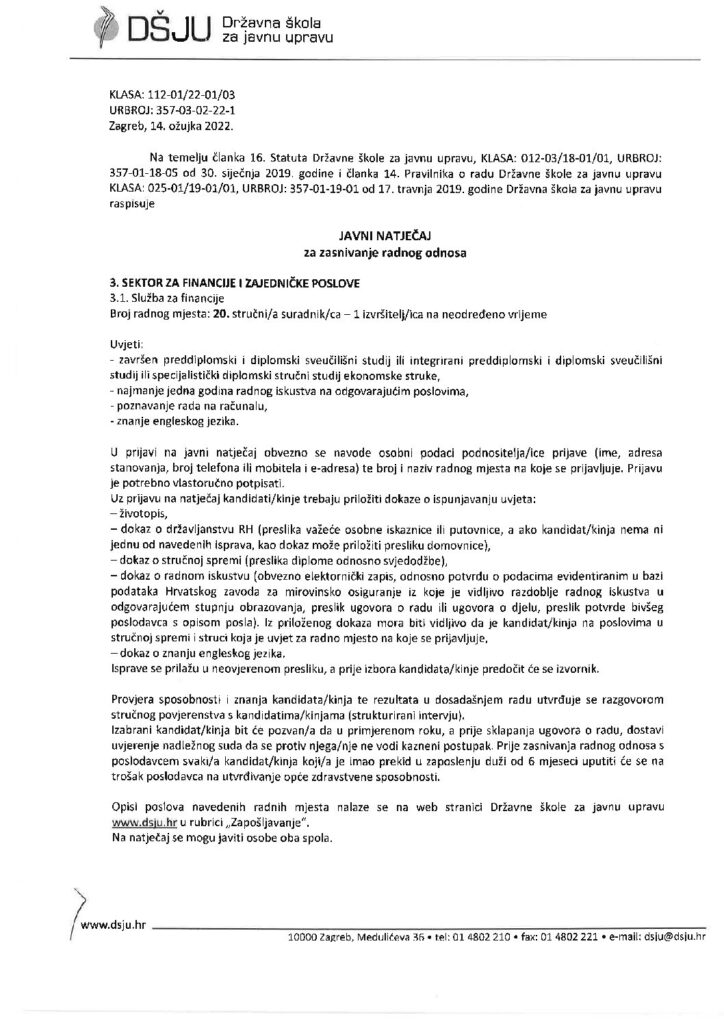 DŠJU Državna škola
za javnu upravu
KLASA: 112-01/22-01/03
URBROJ: 357-03-02-22-1
Zagreb, 14. ožujka 2022.
Na temelju članka 16. Statuta Državne škole za javnu upravu, KLASA: 012-03/18-01/01, URBROJ:
357-01-18-05 od 30. siječnja 2019. godine i članka 14. Pravilnika o radu Državne škole za javnu upravu
KLASA: 025-01/19-01/01, URBROJ: 357-01-19-01 od 17. travnja 2019. godine Državna škola za javnu upravu
raspisuje
JAVNI NATJEČAJ
za zasnivanje radnog odnosa
3. SEKTOR ZA FINANCIJE I ZAJEDNIČKE POSLOVE
3.1. Služba za financije
Broj radnog mjesta: 20. stručni/a suradnik/ca – 1 izvršitelj/ica na neodređeno vrijeme
Uvjeti:
- završen preddiplomski i diplomski sveučilišni studij ili integrirani preddiplomski i diplomski sveučilišni
studij ili specijalistički diplomski stručni studij ekonomske struke,
- najmanje jedna godina radnog iskustva na odgovarajućim poslovima,
- poznavanje rada na računalu,
- znanje engleskog jezika.
U prijavi na javni natječaj obvezno se navode osobni podaci podnositelja/ice prijave (ime, adresa
stanovanja, broj telefona ili mobitela i e-adresa) te broj i naziv radnog mjesta na koje se prijavljuje. Prijavu
je potrebno vlastoručno potpisati.
Uz prijavu na natječaj kandidati/kinje trebaju priložiti dokaze o ispunjavanju uvjeta:
– životopis,
– dokaz o državljanstvu RH (preslika važeće osobne iskaznice ili putovnice, a ako kandidat/kinja nema ni
jednu od navedenih isprava, kao dokaz može priložiti presliku domovnice),
– dokaz o stručnoj spremi (preslika diplome odnosno svjedodžbe),
– dokaz o radnom iskustvu (obvezno elektornički zapis, odnosno potvrdu o podacima evidentiranim u bazi
podataka Hrvatskog zavoda za mirovinsko osiguranje iz koje je vidljivo razdoblje radnog iskustva u
odgovarajućem stupnju obrazovanja, preslik ugovora o radu ili ugovora o djelu, preslik potvrde bivšeg
poslodavca s opisom posla). Iz priloženog dokaza mora biti vidljivo da je kandidat/kinja na poslovima u
stručnoj spremi i struci koja je uvjet za radno mjesto na koje se prijavljuje,
– dokaz o znanju engleskog jezika.
Isprave se prilažu u neovjerenom presliku, a prije izbora kandidata/kinje predočit će se izvornik.
Provjera sposobnosti i znanja kandidata/kinja te rezultata u dosadašnjem radu utvrđuje se razgovorom
stručnog povjerenstva s kandidatima/kinjama (strukturirani intervju).
Izabrani kandidat/kinja bit će pozvan/a da u primjerenom roku, a prije sklapanja ugovora o radu, dostavi
uvjerenje nadležnog suda da se protiv njega/nje ne vodi kazneni postupak. Prije zasnivanja radnog odnosa s
poslodavcem svaki/a kandidat/kinja koji/a je imao prekid u zaposlenju duži od 6 mjeseci uputiti će se na
trošak poslodavca na utvrđivanje opće zdravstvene sposobnosti.
Opisi poslova navedenih radnih mjesta nalaze se na web stranici Državne škole za javnu upravu
www.dsju.hr u rubrici „Zapošljavanje“.
Na natječaj se mogu javiti osobe oba spola.
www.dsju.hr
10000 Zagreb, Medulićeva 36 • tel: 01 4802 210 • fax: 01 4802 221 • e-mail: dsju@dsju.hr